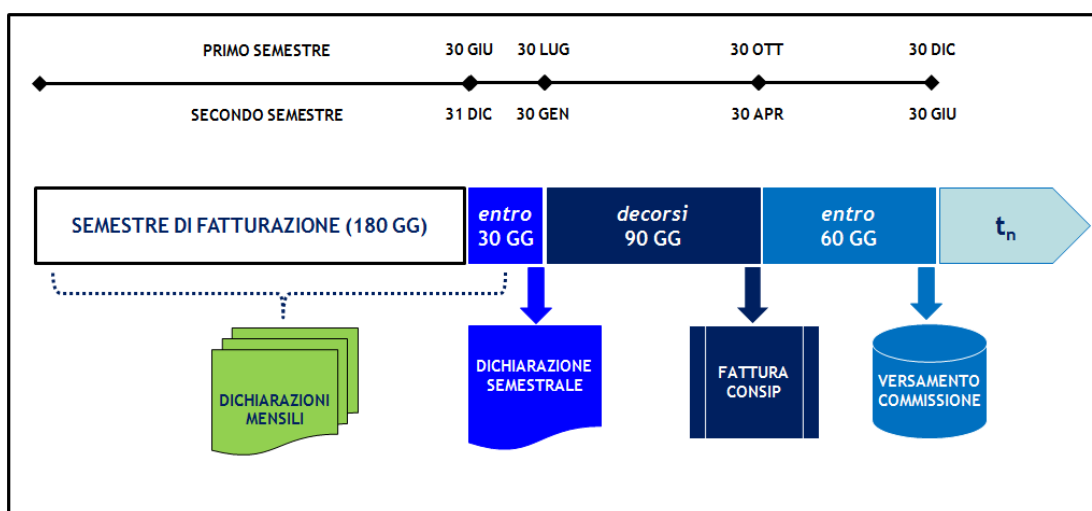 PRIMO SEMESTRE 30 GIU 30 LUG 30 OTT 30 DIC
SECONDO SEMESTRE 31 DIC 30 GEN 30 APR 30 GIU
SEMESTRE DI FATTURAZIONE (180 GG)
entro
30 GG
decorsi
90 GG
entro
60 GG
tn
DICHIARAZIONI
MENSILI
DICHIARAZIONE
SEMESTRALE
FATTURA
CONSIP
VERSAMENTO
COMMISSIONE